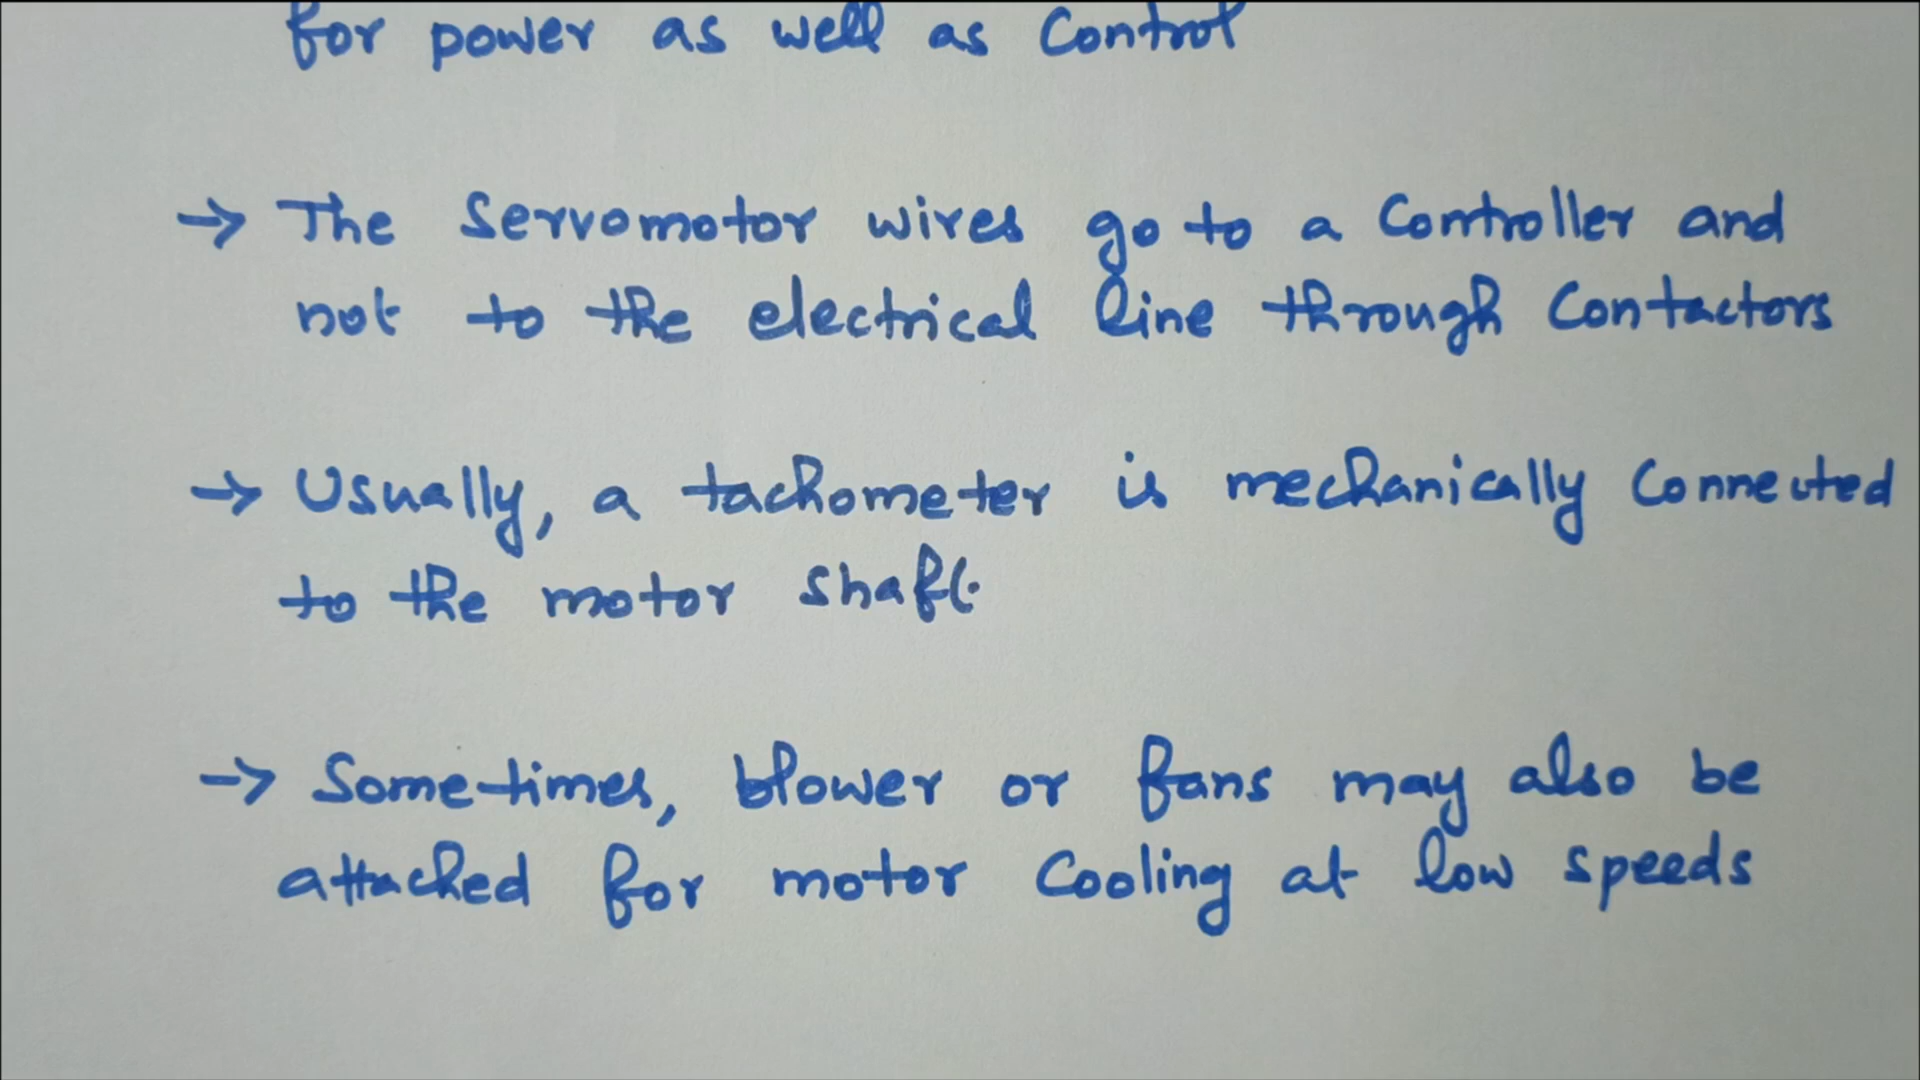 for power as well as Control
→ The Servomotor wires go to a Controller and
not to the electrical line through Contactors
→ Usually, a tachometer is mechanically Connected
to the motor shaft.
→ Sometimes, blower or fans may also be
attached for motor Cooling at low speeds